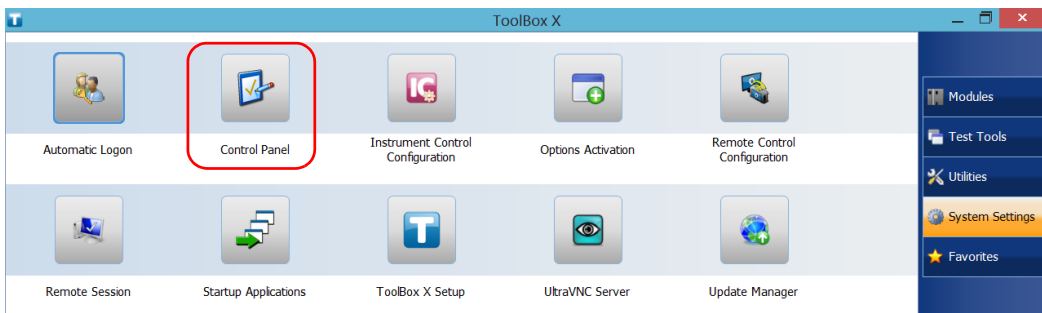 ToolBox X
Automatic Logon
Control Panel
Instrument Control
Configuration
Options Activation
Remote Control
Configuration
Remote Session
Startup Applications
ToolBox X Setup
UltraVNC Server
Update Manager
Modules
Test Tools
Utilities
System Settings
Favorites